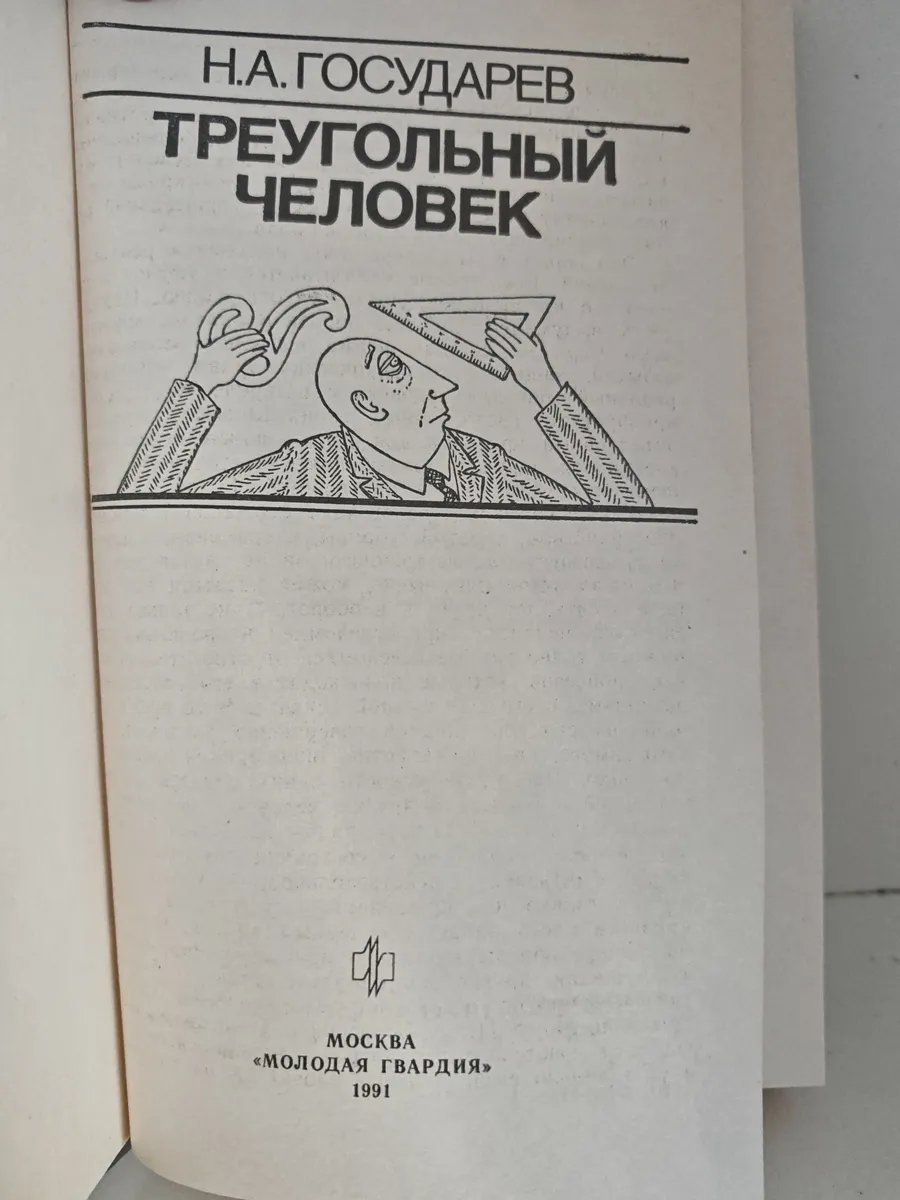 Н.А.ГОСУДАРЕВ
ТРЕУГОЛЬНЫЙ
ЧЕЛОВЕК
МОСКВА
«МОЛОДАЯ ГВАРДИЯ»
1991